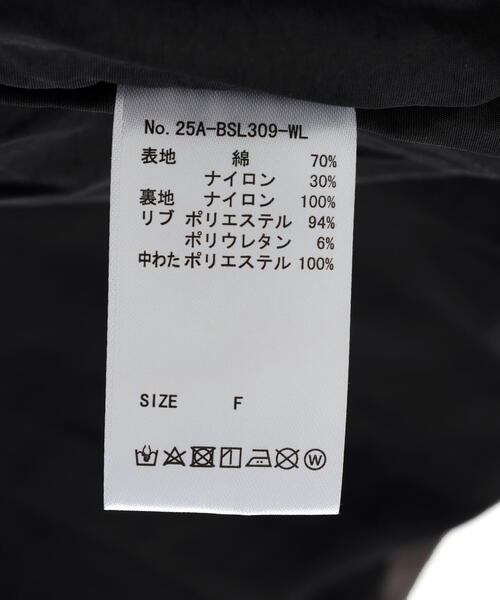 No. 25A-BSL309-WL
表地 綿 70%
ナイロン 30%
裏地 ナイロン 100%
リブ ポリエステル 94%
ポリウレタン 6%
中わた ポリエステル 100%
SIZE F
W